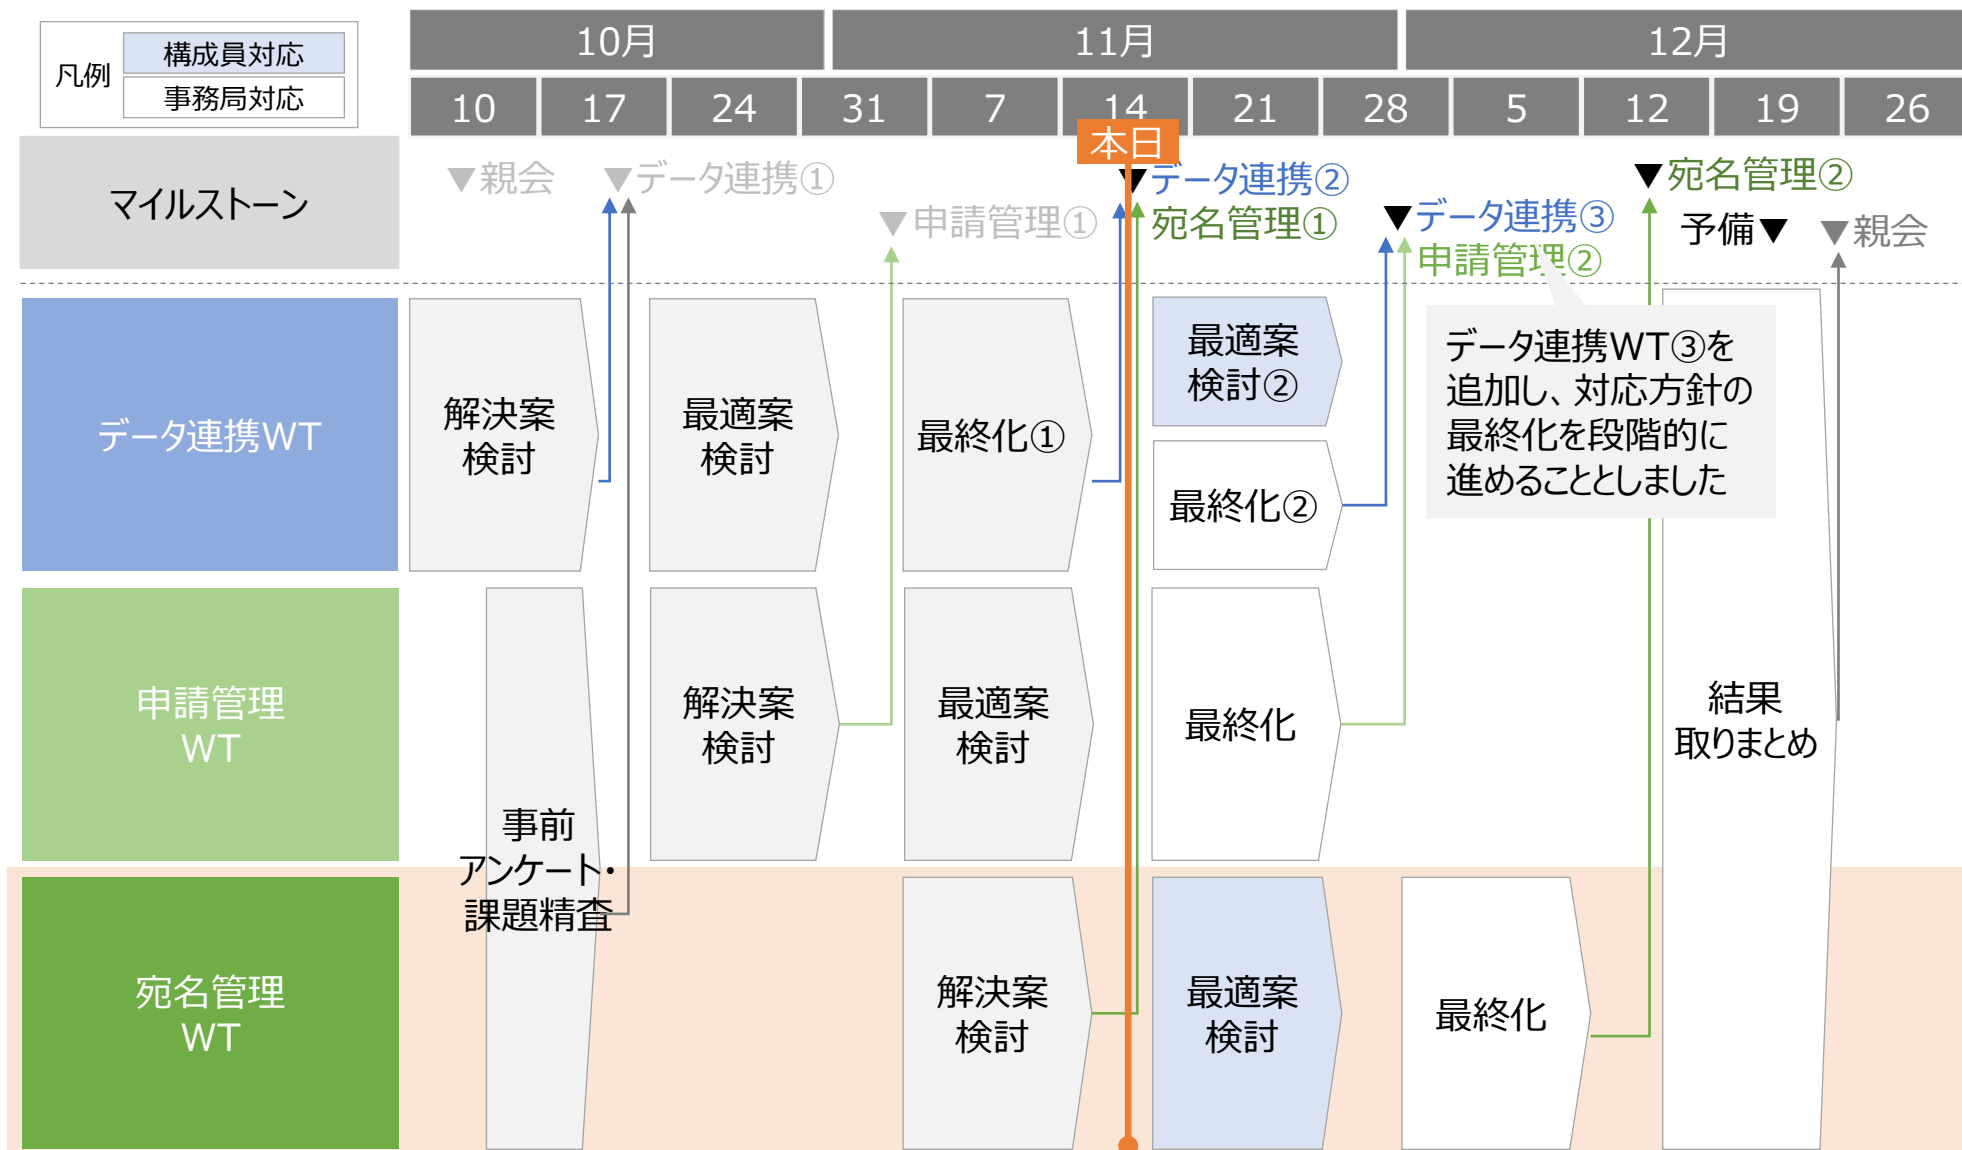 凡例
構成員対応
事務局対応
10月
11月
12月
10
17
24
31
7
14
21
28
5
12
19
26
本日
マイルストーン
▼親会
▼データ連携①
▼申請管理①
▼データ連携②
宛名管理①
▼データ連携③
申請管理②
▼宛名管理②
予備▼
▼親会
データ連携WT
解決案
検討
最適案
検討
最終化①
最適案
検討②
最終化②
データ連携WT③を
追加し、対応方針の
最終化を段階的に
進めることとしました
申請管理
WT
解決案
検討
最適案
検討
最終化
結果
取りまとめ
事前
アンケート・
課題精査
宛名管理
WT
解決案
検討
最適案
検討
最終化